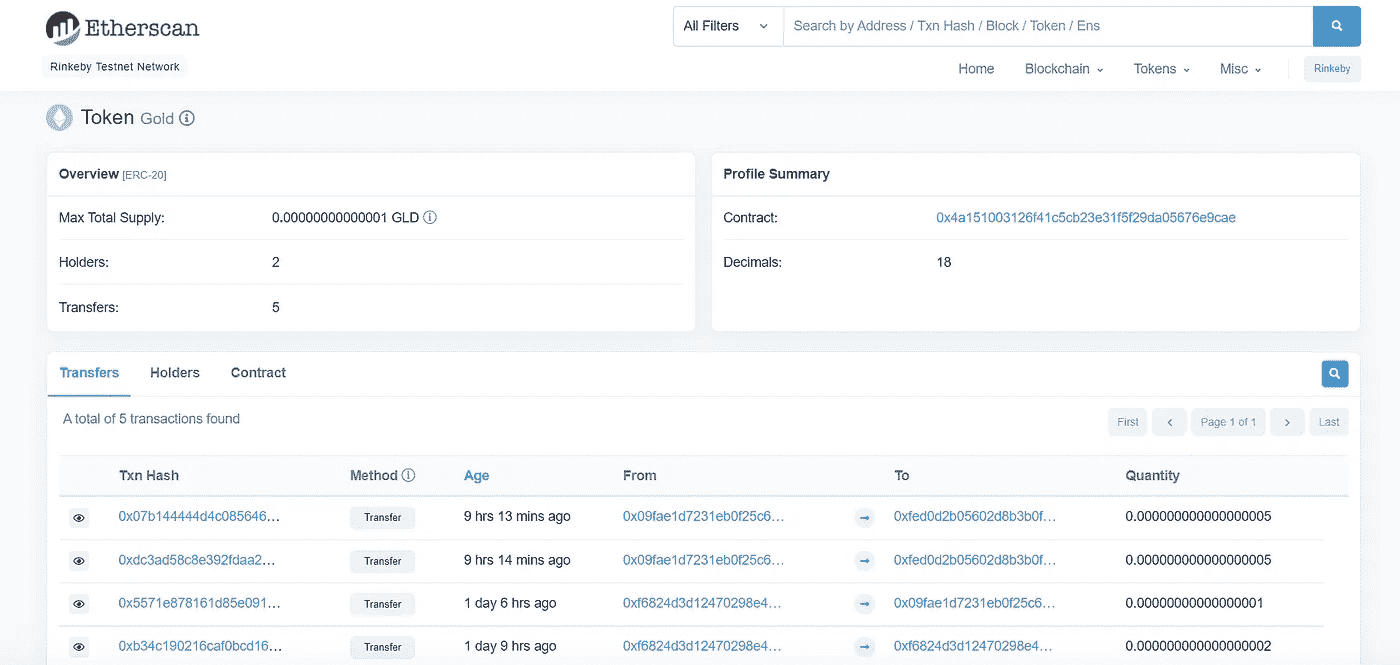 Etherscan
All Filters Search by Address / Txn Hash / Block / Token / Ens
Rinkeby Testnet Network
Home Blockchain Tokens Misc Rinkeby
Token Gold
Overview [ERC-20]
Max Total Supply: 0.00000000000001 GLD
Holders: 2
Transfers: 5
Profile Summary
Contract: 0x4a151003126f41c5cb23e31f5f29da05676e9cae
Decimals: 18
Transfers Holders Contract
A total of 5 transactions found
First Page 1 of 1 Last
Txn Hash Method Age From To Quantity
0x07b144444d4c085646... Transfer 9 hrs 13 mins ago 0x09fae1d7231eb0f25c6... 0xfed0d2b05602d8b3b0f... 0.000000000000000005
0xdc3ad58c8e392fdaa2... Transfer 9 hrs 14 mins ago 0x09fae1d7231eb0f25c6... 0xfed0d2b05602d8b3b0f... 0.000000000000000005
0x5571e878161d85e091... Transfer 1 day 6 hrs ago 0xf6824d3d12470298e4... 0x09fae1d7231eb0f25c6... 0.00000000000000001
0xb34c190216caf0bcd16... Transfer 1 day 9 hrs ago 0xf6824d3d12470298e4... 0xf6824d3d12470298e4... 0.000000000000000002